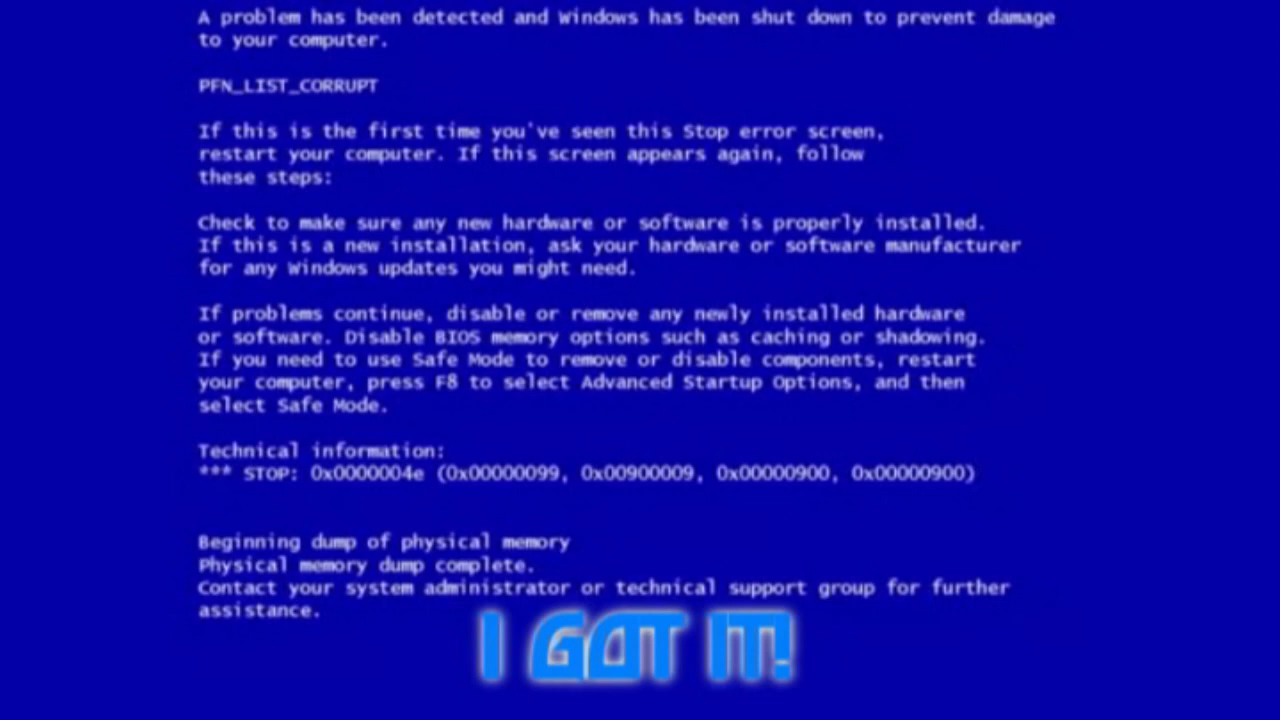 A problem has been detected and Windows has been shut down to prevent damage
to your computer.
PFN_LIST_CORRUPT
If this is the first time you've seen this Stop error screen,
restart your computer. If this screen appears again, follow
these steps:
Check to make sure any new hardware or software is properly installed.
If this is a new installation, ask your hardware or software manufacturer
for any Windows updates you might need.
If problems continue, disable or remove any newly installed hardware
or software. Disable BIOS memory options such as caching or shadowing.
If you need to use Safe Mode to remove or disable components, restart
your computer, press F8 to select Advanced Startup Options, and then
select Safe Mode.
Technical information:
*** STOP: 0x0000004e (0x00000099, 0x00900009, 0x00000900, 0x00000900)
Beginning dump of physical memory
Physical memory dump complete.
Contact your system administrator or technical support group for further
assistance.
I GOT IT!